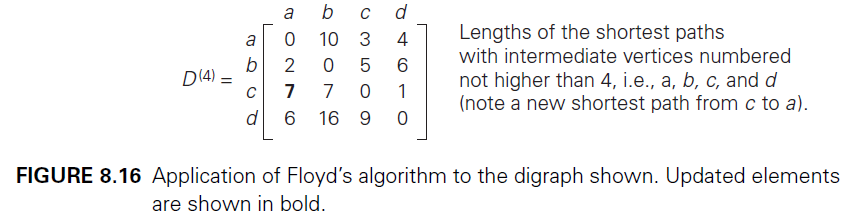 a b c d
a 0 10 3 4
b 2 0 5 6
D(4) =
c 7 7 0 1
d 6 16 9 0
Lengths of the shortest paths
with intermediate vertices numbered
not higher than 4, i.e., a, b, c, and d
(note a new shortest path from c to a).
FIGURE 8.16 Application of Floyd’s algorithm to the digraph shown. Updated elements
are shown in bold.